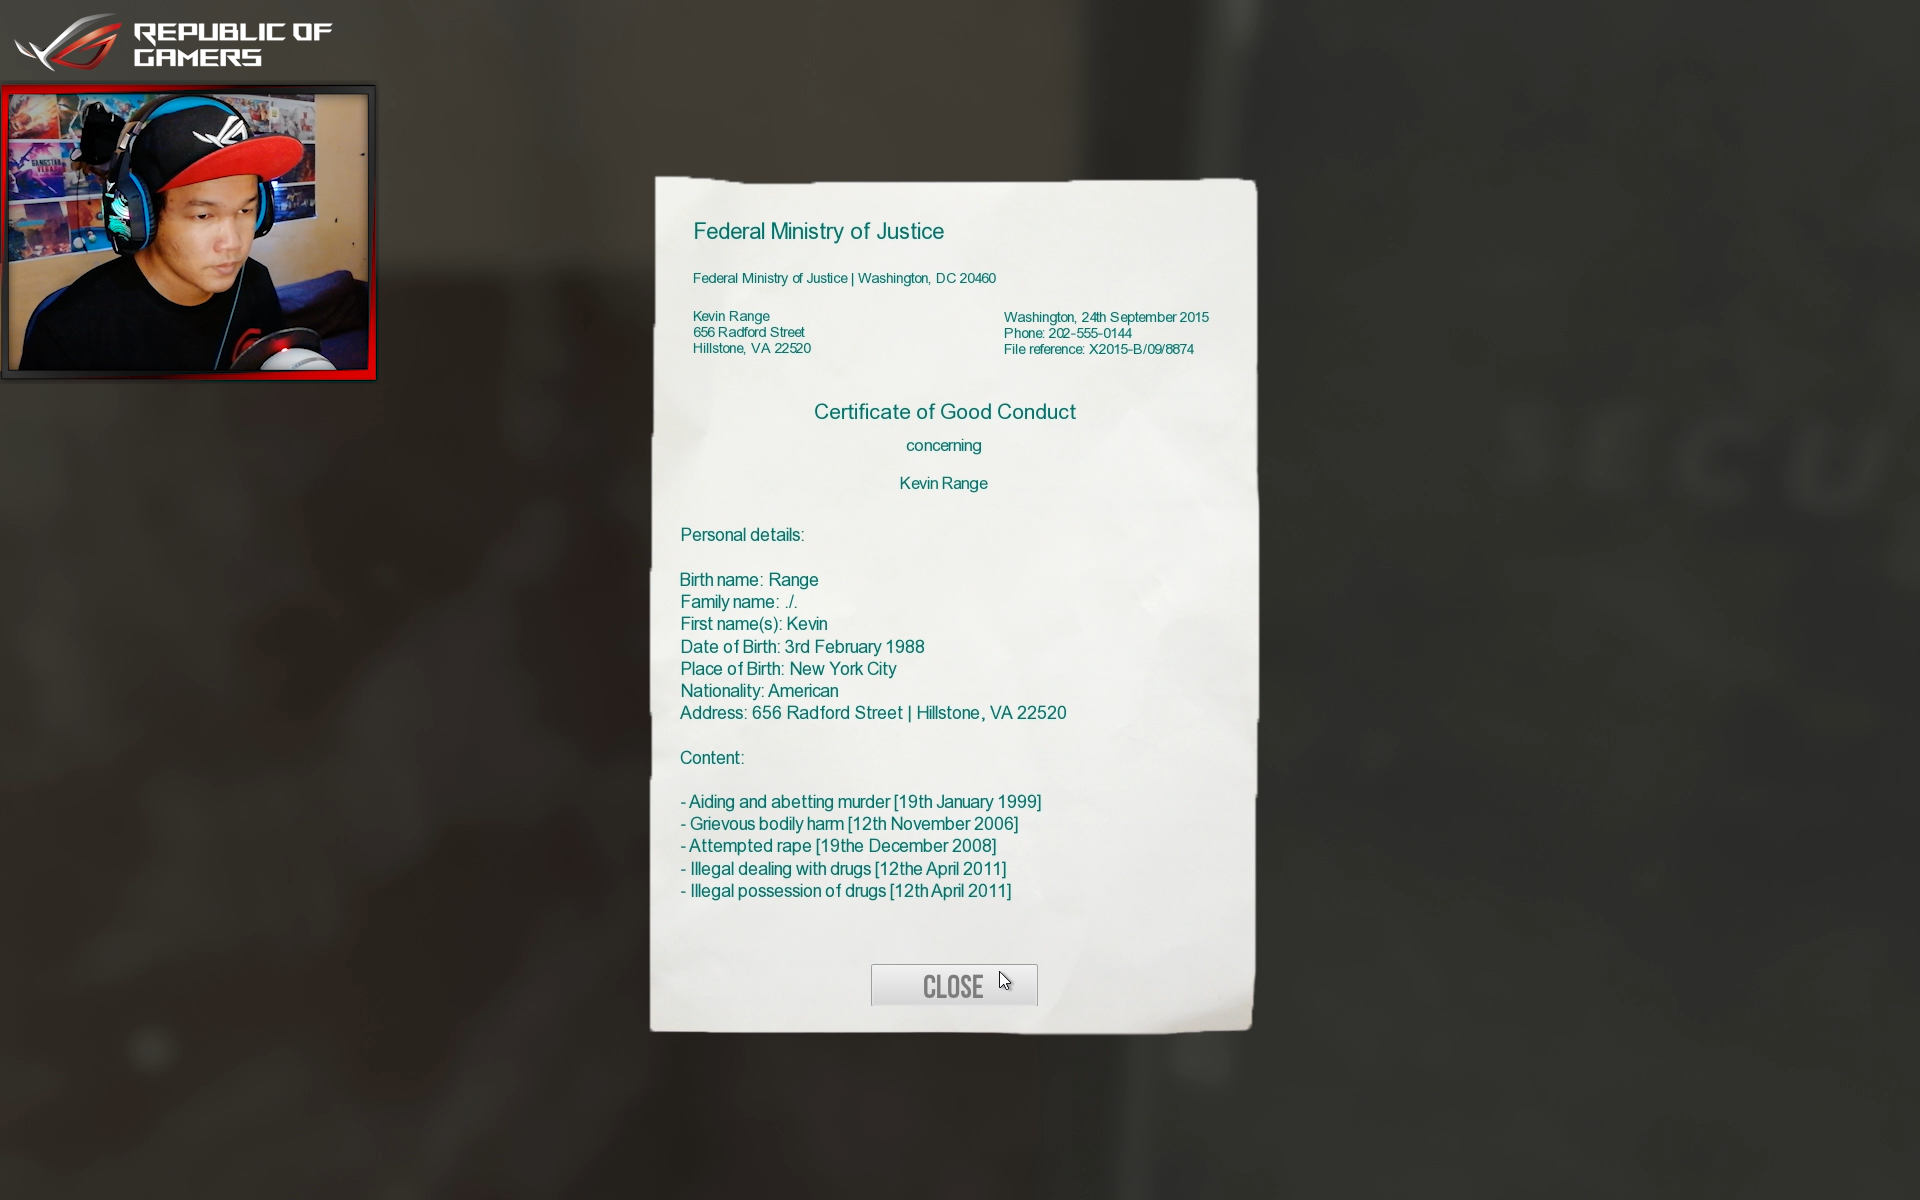 REPUBLIC OF
GAMERS
Federal Ministry of Justice
Federal Ministry of Justice | Washington, DC 20460
Kevin Range
656 Radford Street
Hillstone, VA 22520
Washington, 24th September 2015
Phone: 202-555-0144
File reference: X2015-B/09/8874
Certificate of Good Conduct
concerning
Kevin Range
Personal details:
Birth name: Range
Family name: ./.
First name(s): Kevin
Date of Birth: 3rd February 1988
Place of Birth: New York City
Nationality: American
Address: 656 Radford Street | Hillstone, VA 22520
Content:
- Aiding and abetting murder [19th January 1999]
- Grievous bodily harm [12th November 2006]
- Attempted rape [19the December 2008]
- Illegal dealing with drugs [12the April 2011]
- Illegal possession of drugs [12th April 2011]
CLOSE